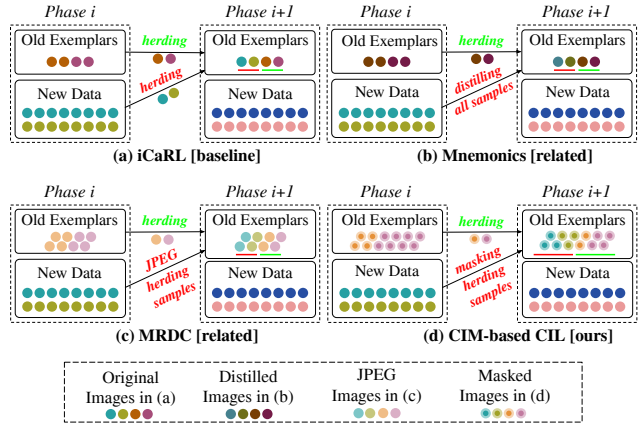 Phase i
Phase i+1
Old Exemplars
herding
Old Exemplars
New Data
herding
New Data
(a) iCaRL [baseline]
Phase i
Phase i+1
Old Exemplars
herding
Old Exemplars
New Data
distilling
all samples
New Data
(b) Mnemonics [related]
Phase i
Phase i+1
Old Exemplars
herding
Old Exemplars
New Data
JPEG
herding
samples
New Data
(c) MRDC [related]
Phase i
Phase i+1
Old Exemplars
herding
Old Exemplars
New Data
masking
herding
samples
New Data
(d) CIM-based CIL [ours]
Original
Images in (a)
Distilled
Images in (b)
JPEG
Images in (c)
Masked
Images in (d)